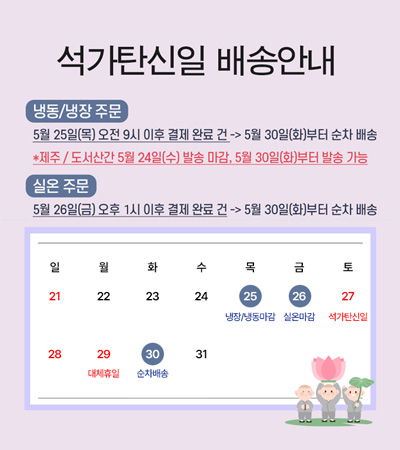 석가탄신일 배송안내
냉동/냉장 주문
5월 25일(목) 오전 9시 이후 결제 완료 건 -> 5월 30일(화)부터 순차 배송
*제주 / 도서산간 5월 24일(수) 발송 마감, 5월 30일(화)부터 발송 가능
실온 주문
5월 26일(금) 오후 1시 이후 결제 완료 건 -> 5월 30일(화)부터 순차 배송
일 월 화 수 목 금 토
21 22 23 24 25 26 27
냉장/냉동마감 실온마감 석가탄신일
28 29 30 31
대체휴일 순차배송